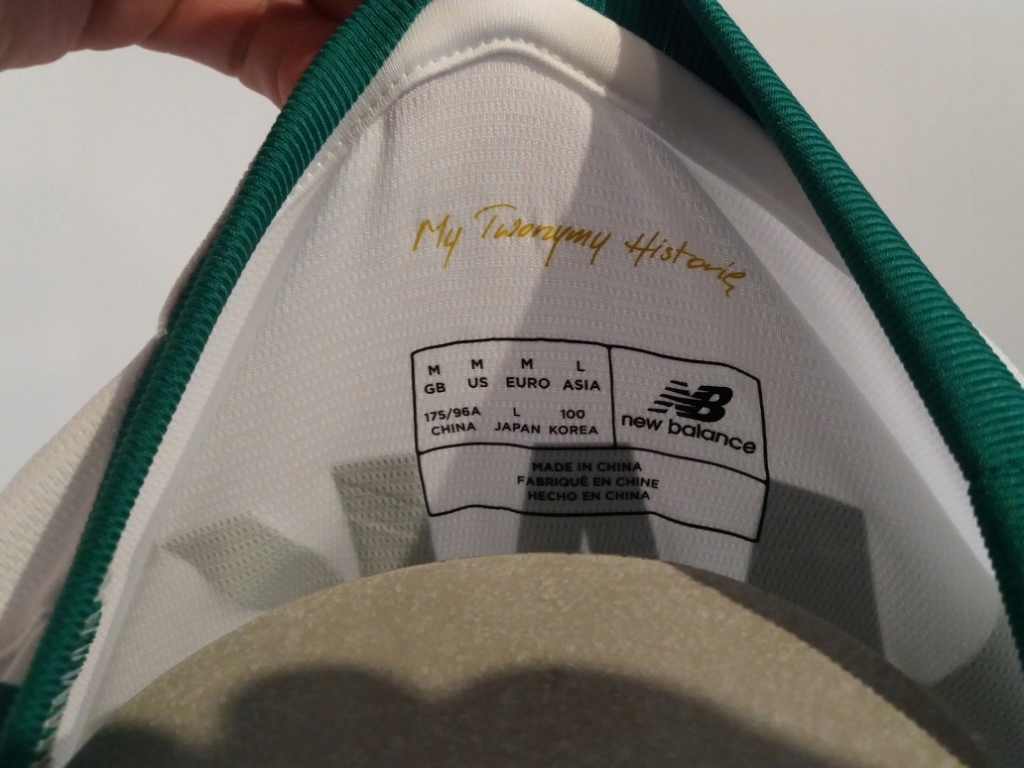 My Tworzymy Historię
M M M L
GB US EURO ASIA
175/96A L 100
CHINA JAPAN KOREA
NB
new balance
MADE IN CHINA
FABRIQUÉ EN CHINE
HECHO EN CHINA